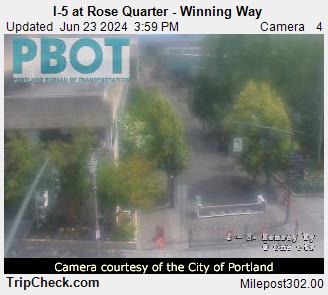 I-5 at Rose Quarter - Winning Way
Updated Jun 23 2024 3:59 PM Camera 4
PBOT
PORTLAND BUREAU OF TRANSPORTATION
Camera courtesy of the City of Portland
TripCheck.com Milepost302.00